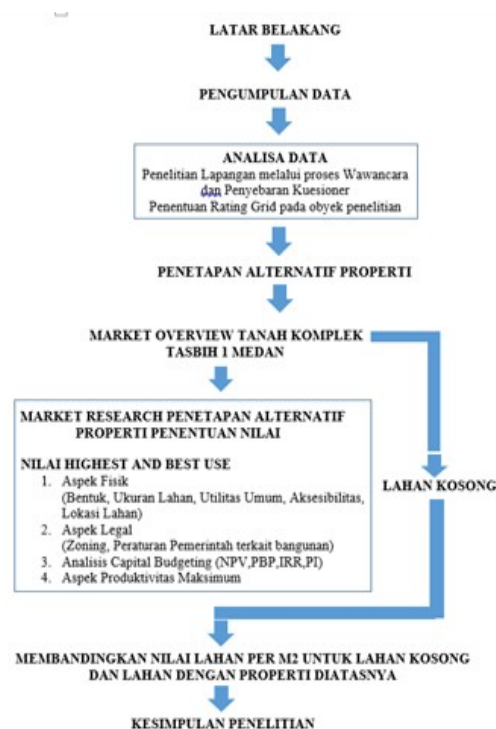 LATAR BELAKANG
PENGUMPULAN DATA
ANALISA DATA
Penelitian Lapangan melalui proses Wawancara
dan Penyebaran Kuesioner
Penentuan Rating Grid pada obyek penelitian
PENETAPAN ALTERNATIF PROPERTI
MARKET OVERVIEW TANAH KOMPLEK
TASBIH 1 MEDAN
MARKET RESEARCH PENETAPAN ALTERNATIF
PROPERTI PENENTUAN NILAI
NILAI HIGHEST AND BEST USE
1. Aspek Fisik
(Bentuk, Ukuran Lahan, Utilitas Umum, Aksesibilitas,
Lokasi Lahan)
2. Aspek Legal
(Zoning, Peraturan Pemerintah terkait bangunan)
3. Analisis Capital Budgeting (NPV,PBP,IRR,PI)
4. Aspek Produktivitas Maksimum
LAHAN KOSONG
MEMBANDINGKAN NILAI LAHAN PER M2 UNTUK LAHAN KOSONG
DAN LAHAN DENGAN PROPERTI DIATASNYA
KESIMPULAN PENELITIAN